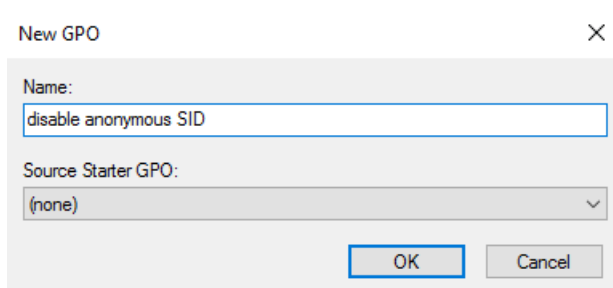 New GPO
Name:
disable anonymous SID
Source Starter GPO:
(none)
OK Cancel